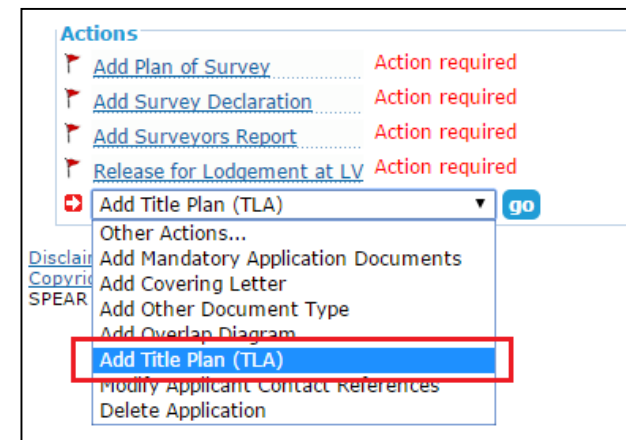 Actions
Add Plan of Survey Action required
Add Survey Declaration Action required
Add Surveyors Report Action required
Release for Lodgement at LV Action required
Add Title Plan (TLA) go
Other Actions...
Disclai Add Mandatory Application Documents
Copyri Add Covering Letter
SPEAR Add Other Document Type
Add Overlap Diagram
Add Title Plan (TLA)
Modify Applicant Contact References
Delete Application